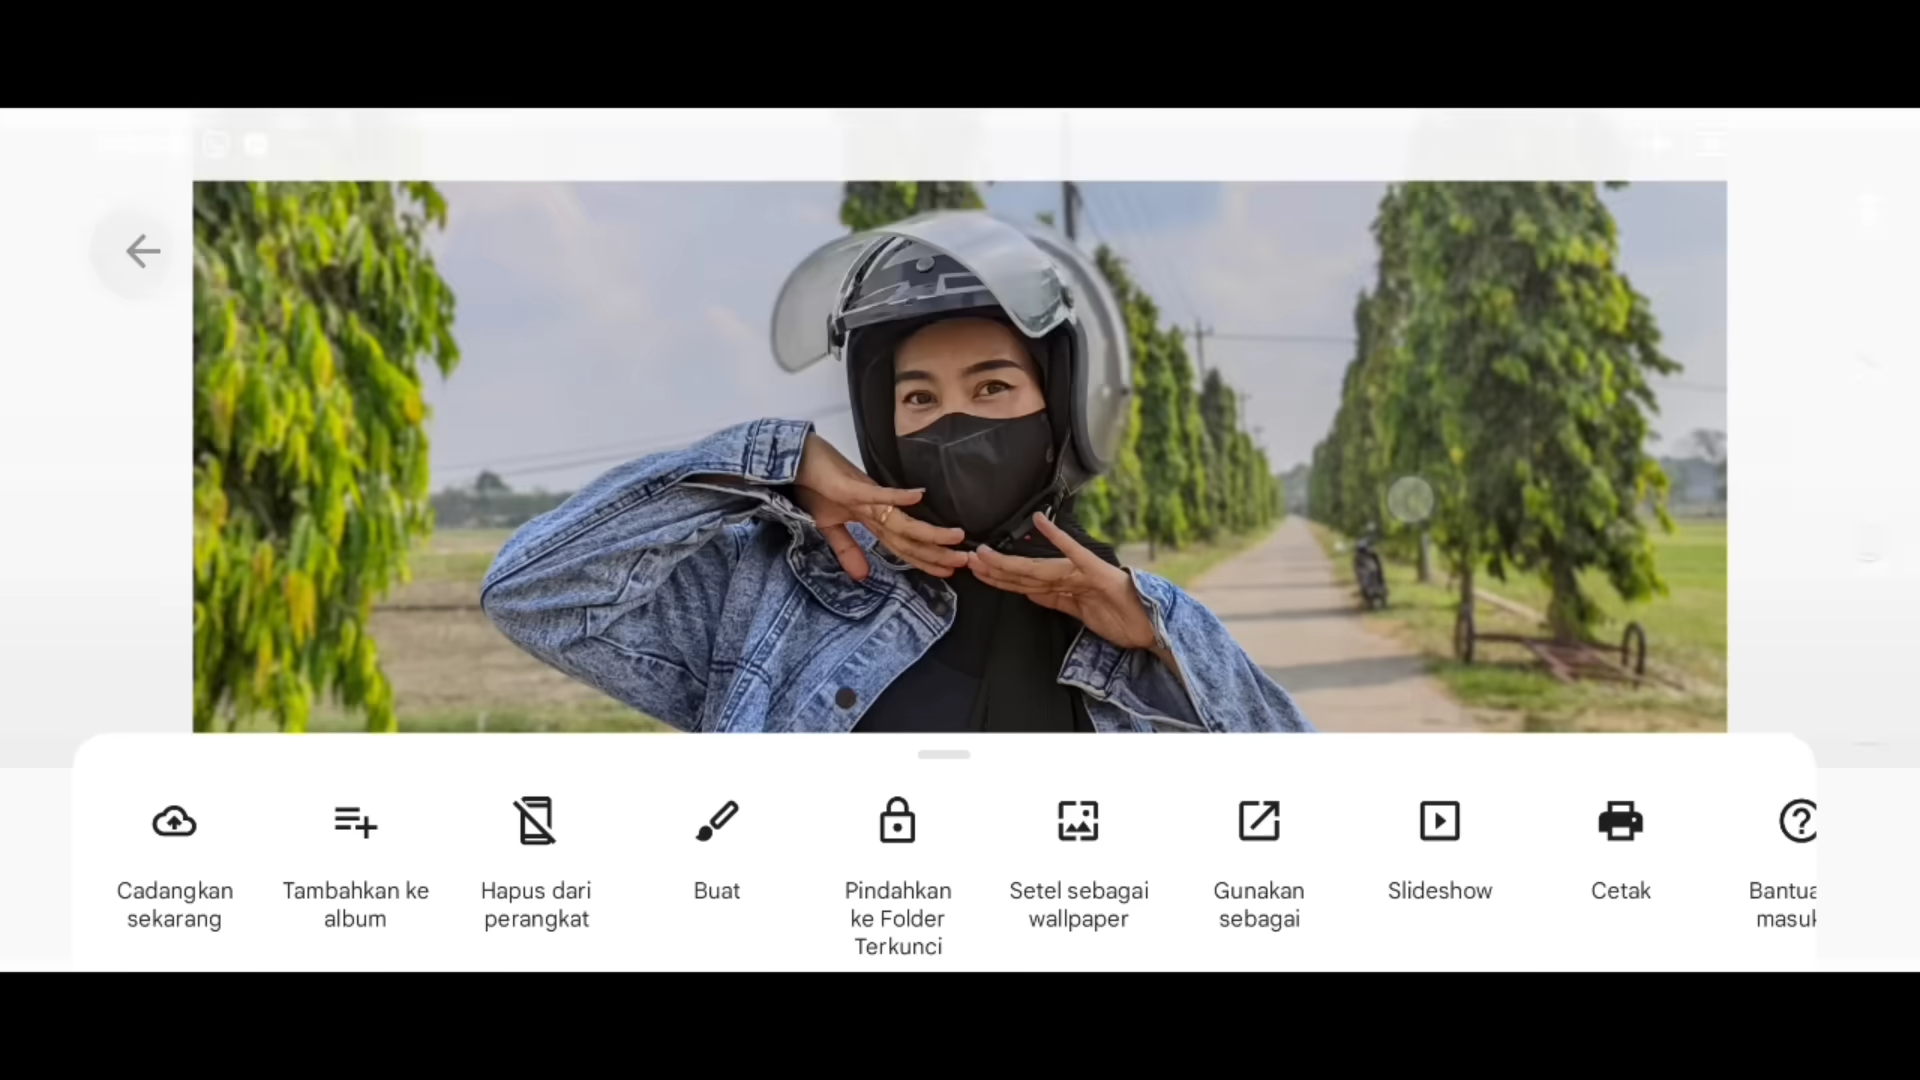 Cadangkan
sekarang
Tambahkan ke
album
Hapus dari
perangkat
Buat
Pindahkan
ke Folder
Terkunci
Setel sebagai
wallpaper
Gunakan
sebagai
Slideshow
Cetak